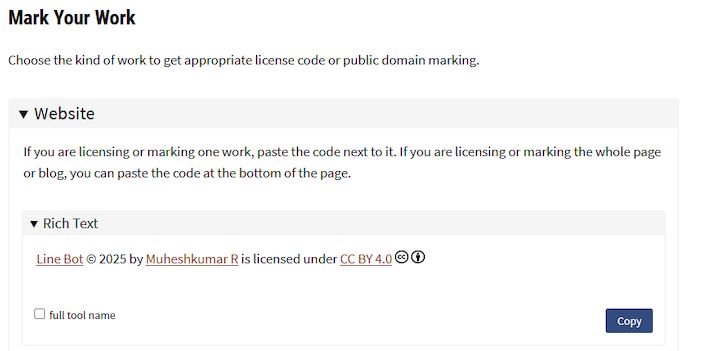 Mark Your Work
Choose the kind of work to get appropriate license code or public domain marking.
▼ Website
If you are licensing or marking one work, paste the code next to it. If you are licensing or marking the whole page
or blog, you can paste the code at the bottom of the page.
▼ Rich Text
Line Bot © 2025 by Muheshkumar R is licensed under CC BY 4.0
full tool name
Copy